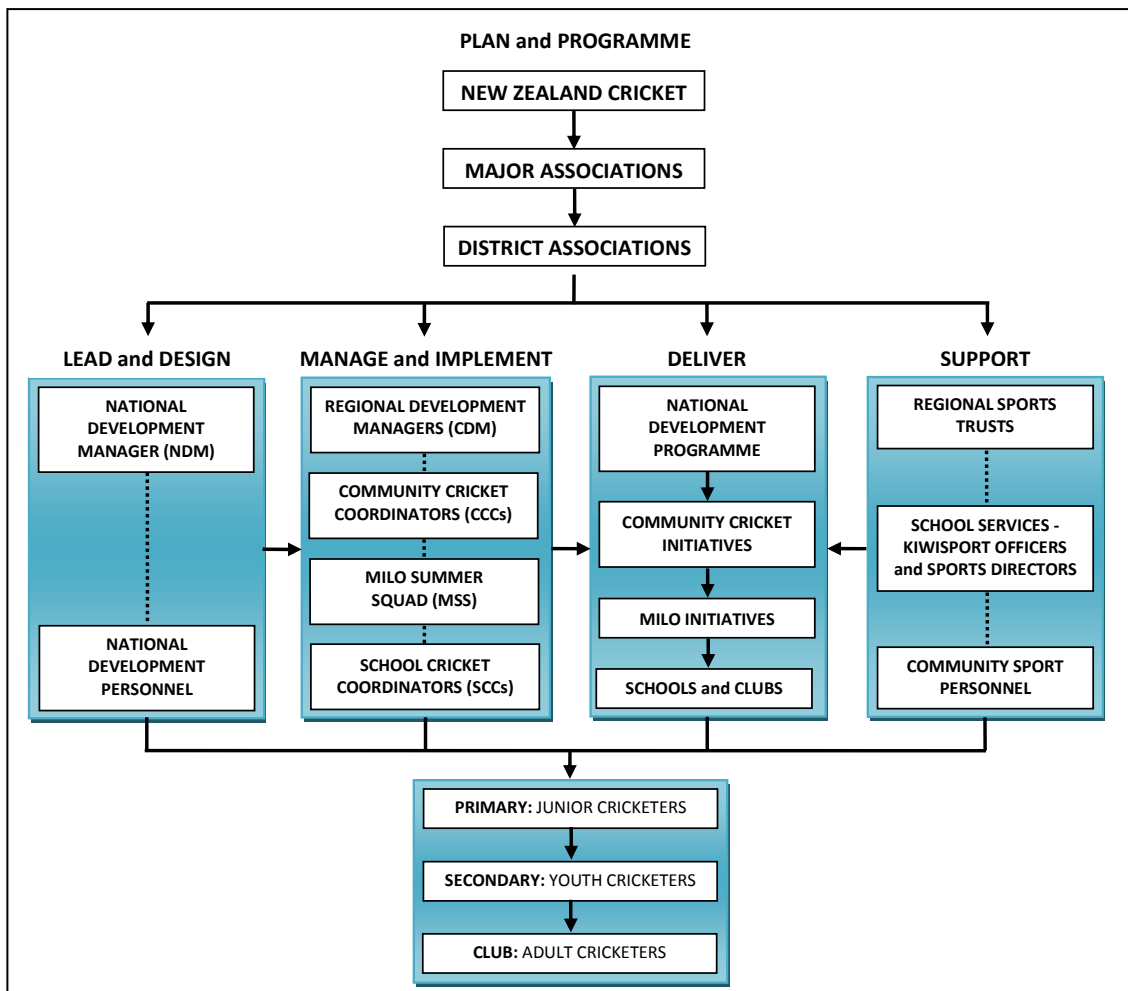 PLAN and PROGRAMME
NEW ZEALAND CRICKET
MAJOR ASSOCIATIONS
DISTRICT ASSOCIATIONS
LEAD and DESIGN
NATIONAL
DEVELOPMENT
MANAGER (NDM)
NATIONAL
DEVELOPMENT
PERSONNEL
MANAGE and IMPLEMENT
REGIONAL DEVELOPMENT
MANAGERS (CDM)
COMMUNITY CRICKET
COORDINATORS (CCCs)
MILO SUMMER
SQUAD (MSS)
SCHOOL CRICKET
COORDINATORS (SCCs)
DELIVER
NATIONAL
DEVELOPMENT
PROGRAMME
COMMUNITY CRICKET
INITIATIVES
MILO INITIATIVES
SCHOOLS and CLUBS
SUPPORT
REGIONAL SPORTS
TRUSTS
SCHOOL SERVICES -
KIWISPORT OFFICERS
and SPORTS DIRECTORS
COMMUNITY SPORT
PERSONNEL
PRIMARY: JUNIOR CRICKETERS
SECONDARY: YOUTH CRICKETERS
CLUB: ADULT CRICKETERS